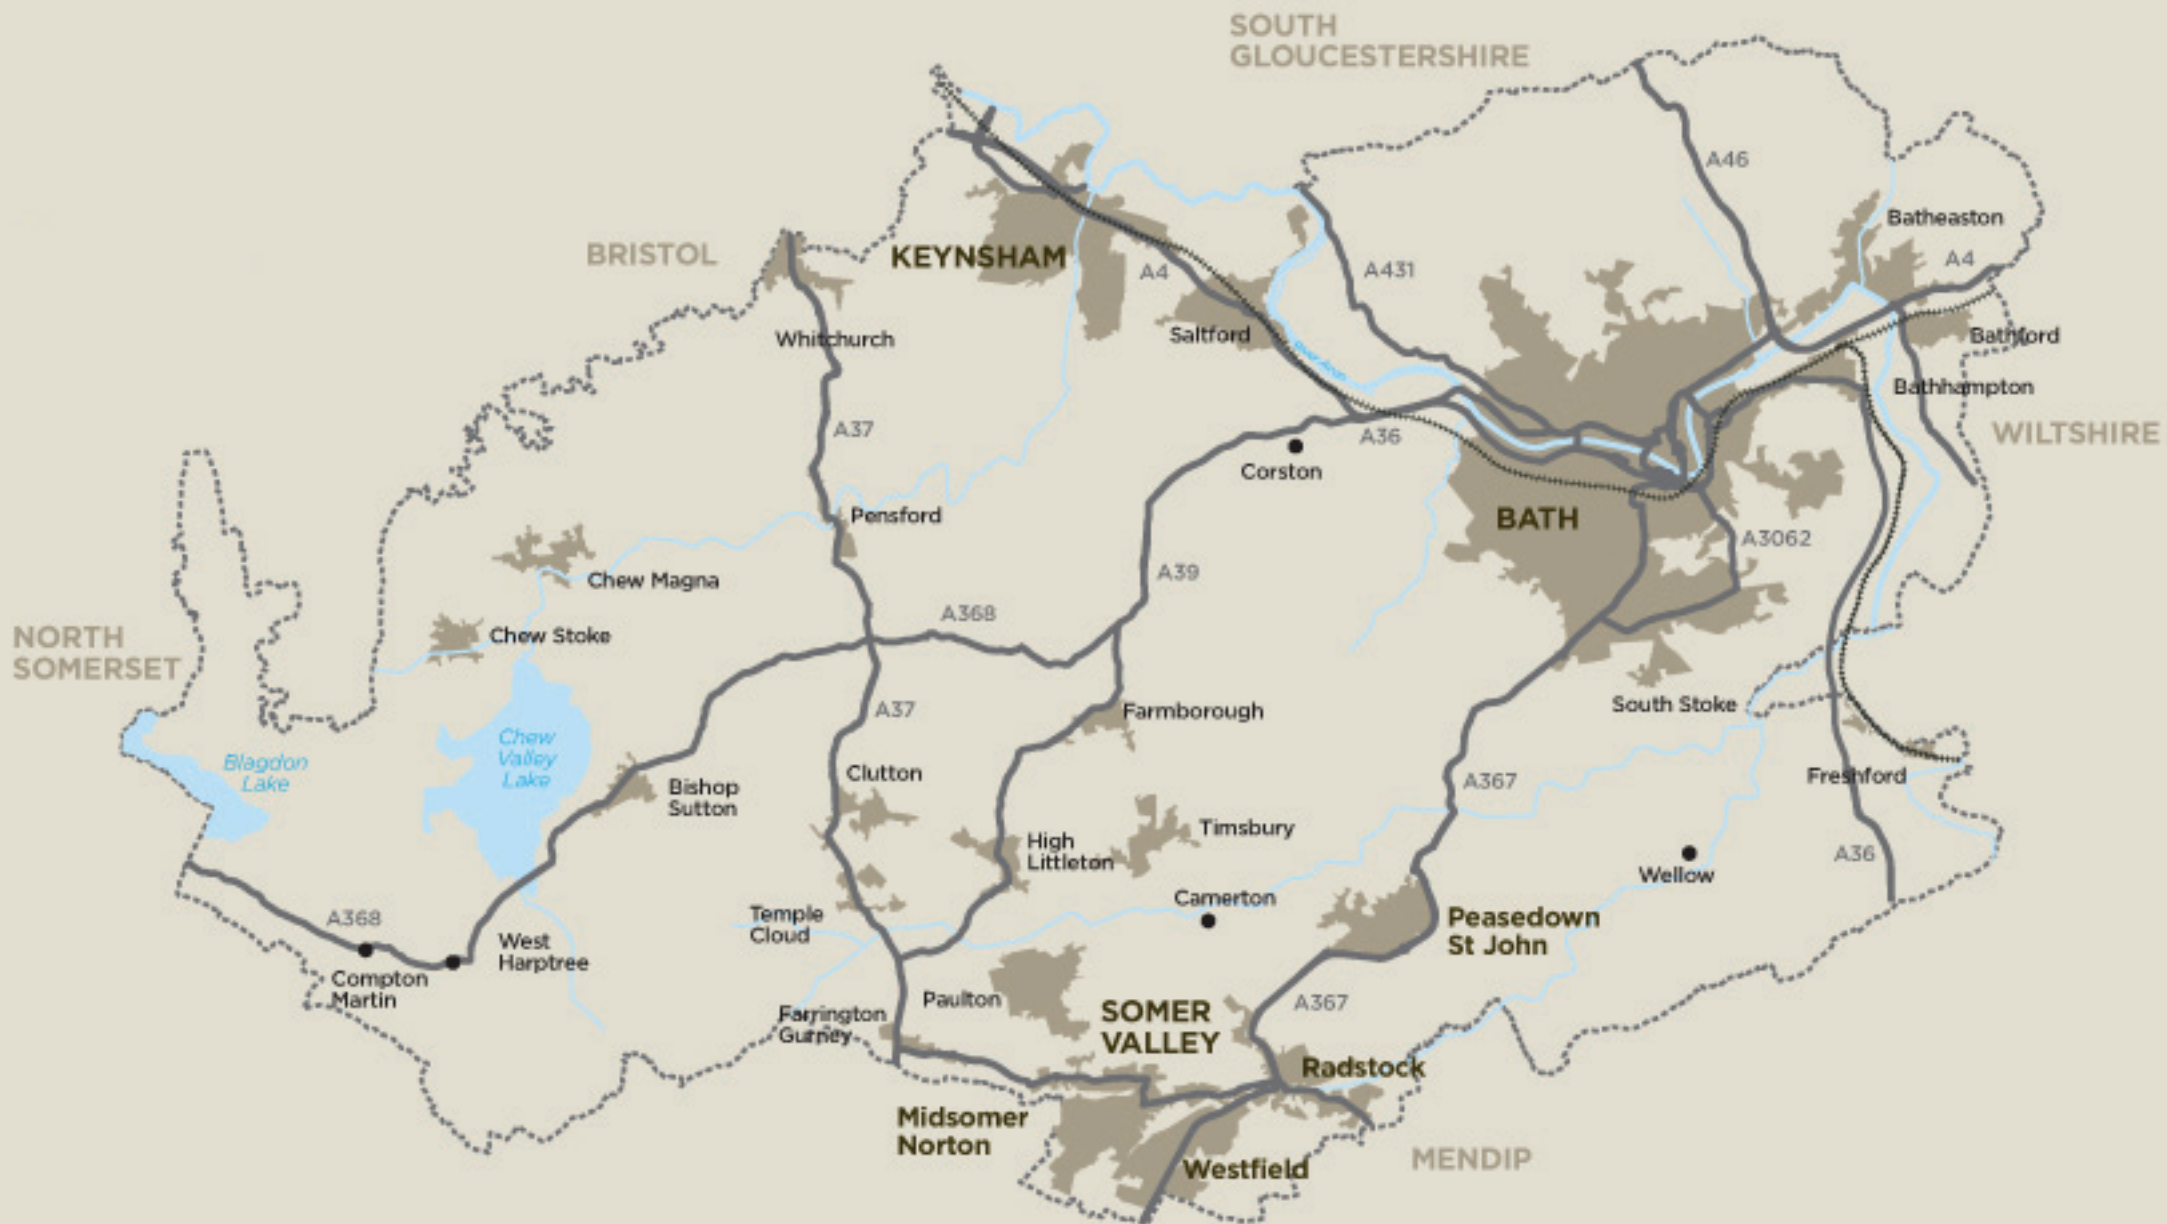 SOUTH
GLOUCESTERSHIRE
A46
Batheaston
BRISTOL
KEYNSHAM
A4
A431
A4
Whitchurch
Saltford
River Avon
Bathford
Bathhampton
A37
A36
WILTSHIRE
Corston
Pensford
BATH
A3062
Chew Magna
A39
A368
NORTH
SOMERSET
Chew Stoke
A37
Farmborough
South Stoke
Blagdon
Lake
Chew
Valley
Lake
Clutton
A367
Freshford
Bishop
Sutton
High
Littleton
Timsbury
Wellow
A36
A368
Temple
Cloud
Camerton
Peasedown
St John
West
Harptree
Compton
Martin
Farrington
Gurney
Paulton
SOMER
VALLEY
A367
Radstock
Midsomer
Norton
Westfield
MENDIP